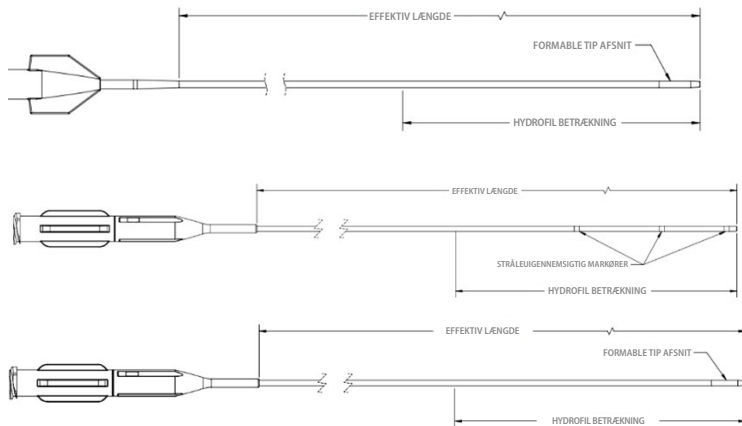 EFFEKTIV LÆNGDE
FORMABLE TIP AFSNIT
HYDROFIL BETRÆKNING
EFFEKTIV LÆNGDE
STRÅLEUIGENNEMSIGTIG MARKØRER
HYDROFIL BETRÆKNING
EFFEKTIV LÆNGDE
FORMABLE TIP AFSNIT
HYDROFIL BETRÆKNING